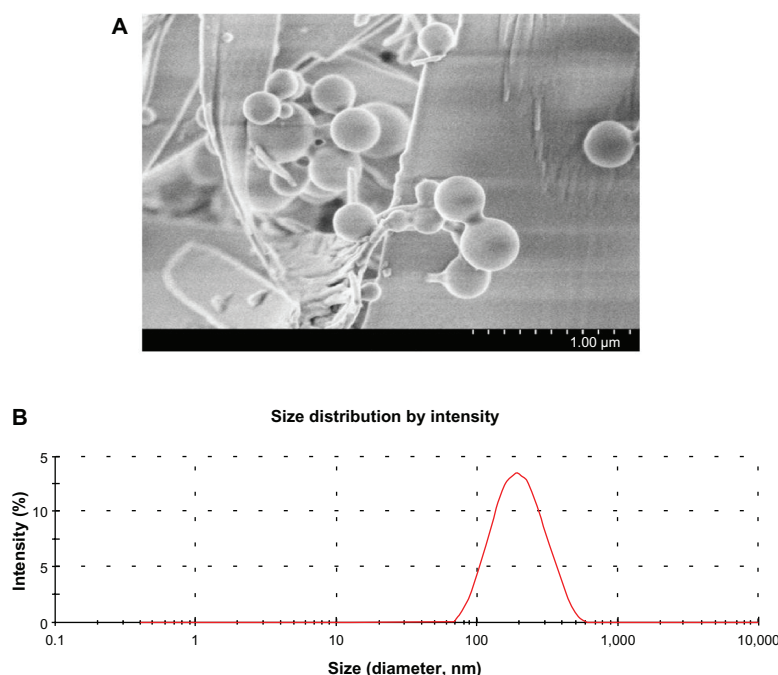 A
1.00 µm
B
Size distribution by intensity
Intensity (%)
5
10
5
0
0.1 1 10 100 1,000 10,000
Size (diameter, nm)